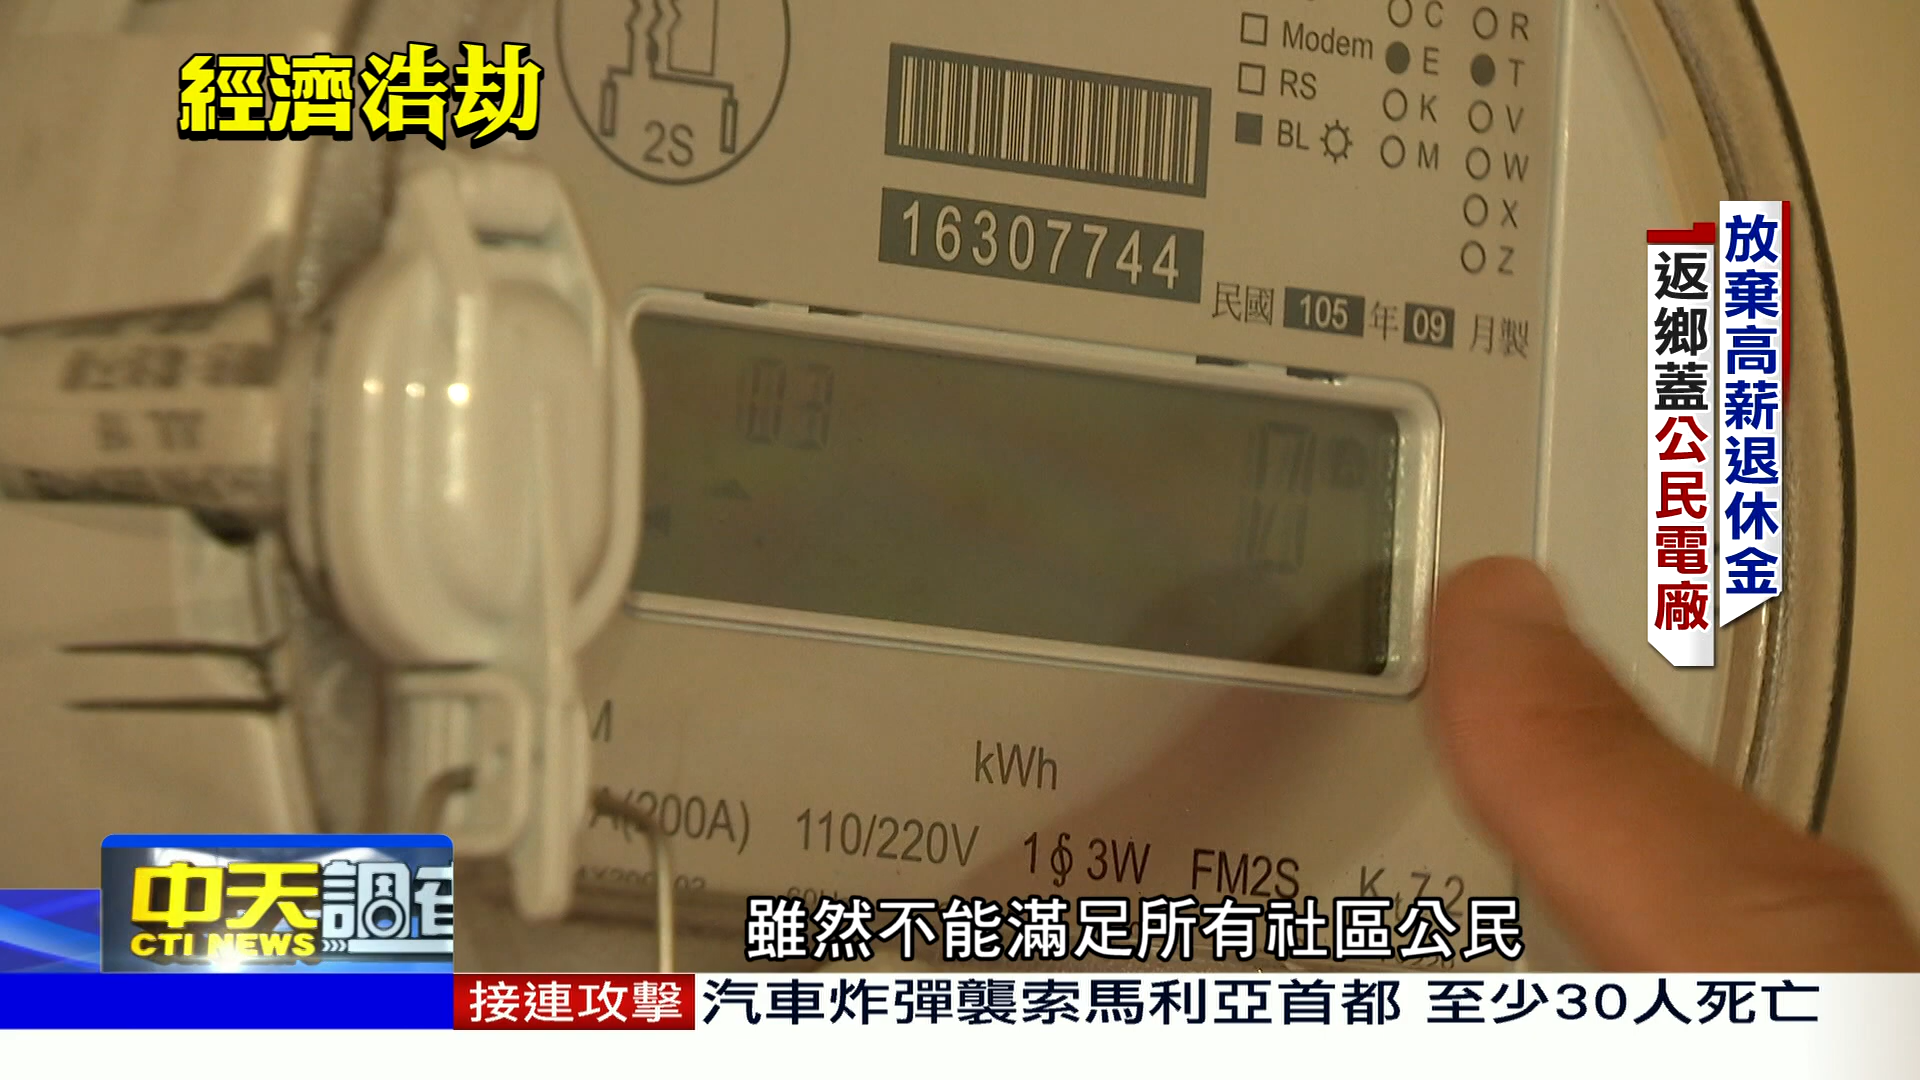 經濟浩劫
2S
Modem
RS
BL
C
E
K
M
R
T
V
W
X
Z
16307744
民國 105 年 09 月製
03
kWh
A(200A) 110/220V 1∮3W FM2S
放棄高薪退休金
返鄉蓋公民電廠
中天調查
CTI NEWS
雖然不能滿足所有社區公民
接連攻擊 汽車炸彈襲索馬利亞首都 至少30人死亡